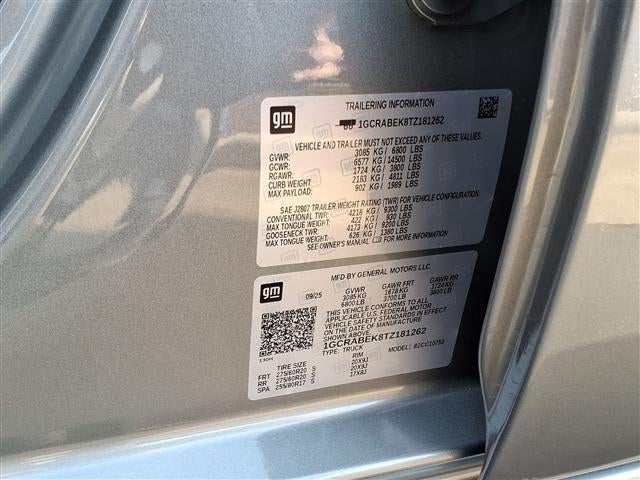 gm
TRAILERING INFORMATION
1GCRABEK8TZ181262
VEHICLE AND TRAILER MUST NOT EXCEED ANY OF THESE VALUES.
GVWR: 3085 KG / 6800 LBS
GCWR: 6577 KG / 14500 LBS
RGAWR: 1724 KG / 3800 LBS
CURB WEIGHT 2183 KG / 4811 LBS
MAX PAYLOAD: 902 KG / 1989 LBS
SAE J2807 TRAILER WEIGHT RATING (TWR) FOR VEHICLE CONFIGURATION.
CONVENTIONAL TWR: 4218 KG / 9300 LBS
MAX TONGUE WEIGHT: 422 KG / 930 LBS
GOOSENECK TWR: 4173 KG / 9200 LBS
MAX TONGUE WEIGHT: 626 KG / 1380 LBS
SEE OWNER'S MANUAL FOR MORE INFORMATION
gm
MFD BY GENERAL MOTORS LLC
09/25 GVWR GAWR FRT GAWR RR
3085 KG 1678 KG 1724 KG
6800 LB 3700 LB 3800 LB
THIS VEHICLE CONFORMS TO ALL
APPLICABLE U.S. FEDERAL MOTOR
VEHICLE SAFETY STANDARDS IN EFFECT
ON THE DATE OF MANUFACTURE
1GCRABEK8TZ181262
TYPE: TRUCK MODEL: 82CC10753
TIRE SIZE RIM
FRT 275/60R20 S 20X9J
RR 275/60R20 S 20X9J
SPA 255/80R17 S 17X8J